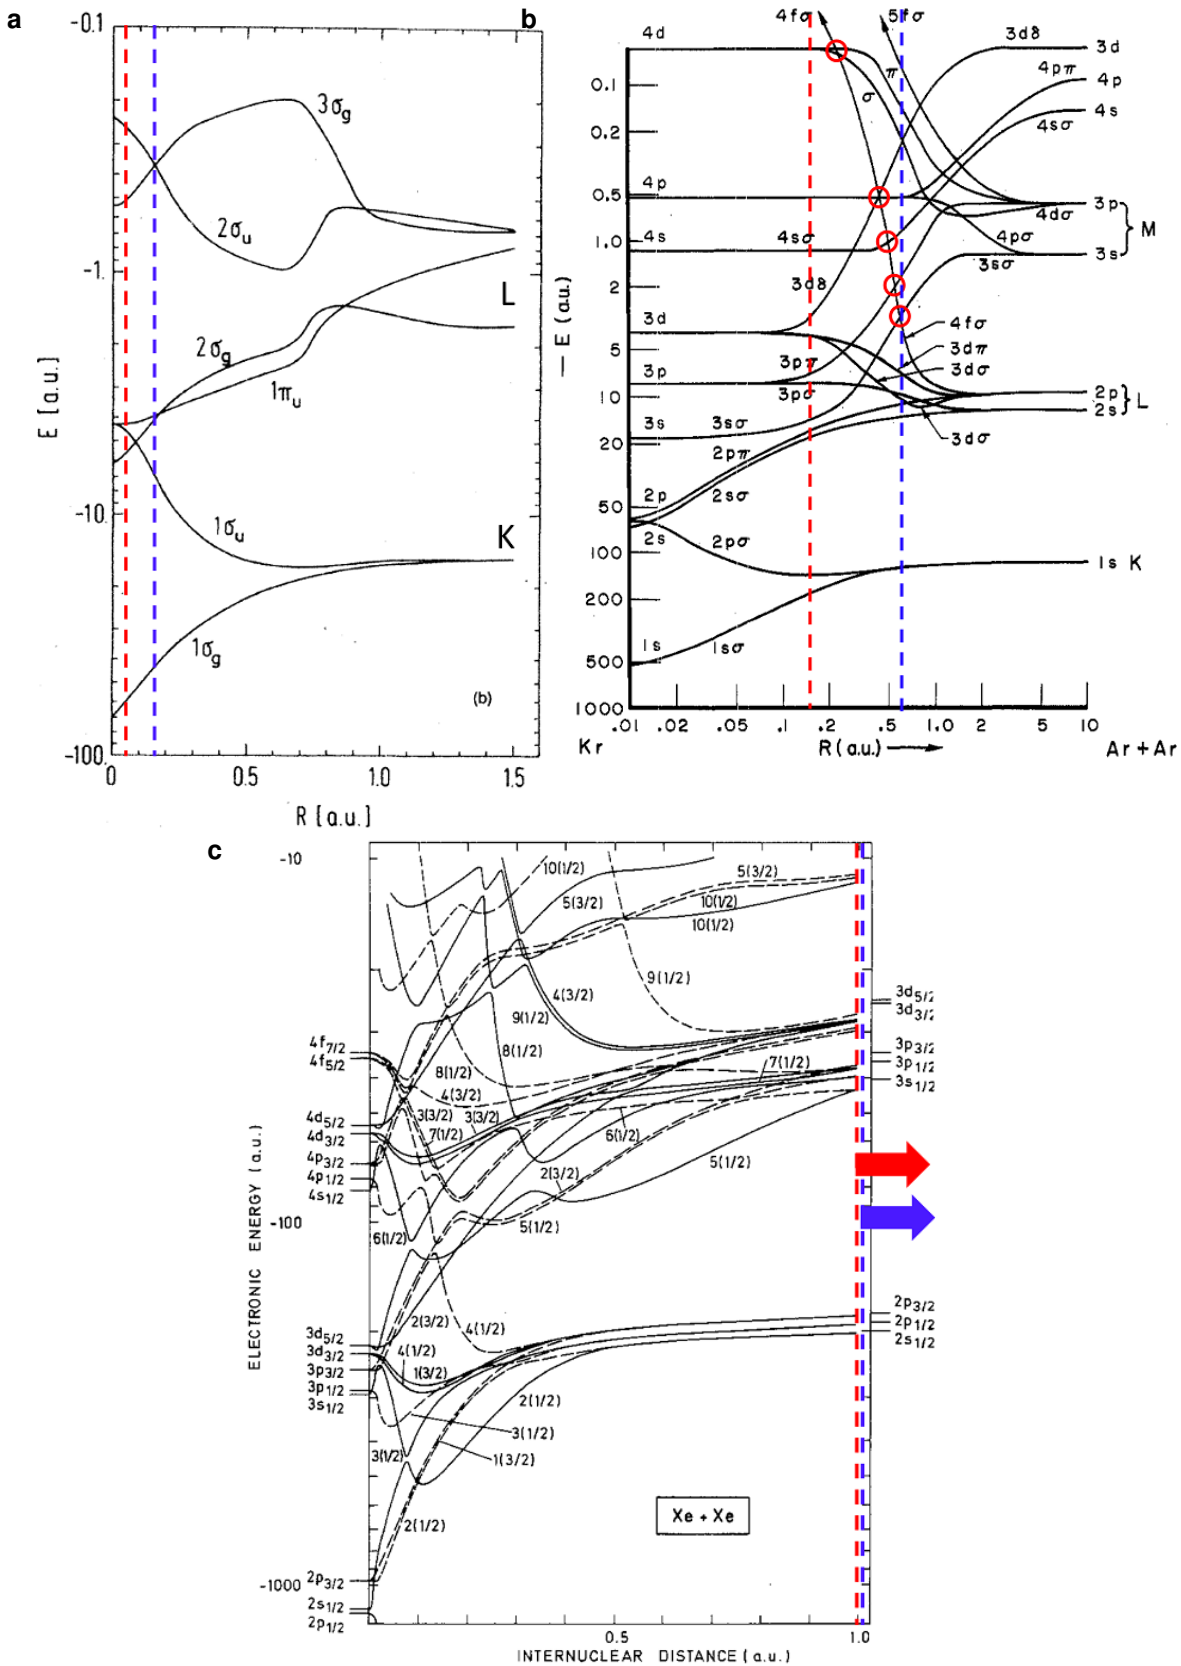 a
-0.1
-1.
-10.
-100.
E [a.u.]
3σg
2σu
2σg
1πu
1σu
1σg
L
K
(b)
0
0.5
1.0
1.5
R [a.u.]
b
4fσ
5fσ
3d8
3d
4pπ
4p
4s
4sσ
π
σ
4d
0.1
0.2
0.5
1.0
2
5
10
20
50
100
200
500
1000
— E (a.u.)
4p
4s
4sσ
3d8
3d
3p
3pπ
3pσ
3s
3sσ
2pπ
2p
2sσ
2s
2pσ
1s
1sσ
3p
4dσ
M
4pσ
3s
3sσ
4fσ
3dπ
3dσ
2p
L
2s
3dσ
1s K
.01 .02 .05 .1 .2 .5 1.0 2 5 10
Kr
R (a.u.)
Ar + Ar
c
-10
-100
-1000
ELECTRONIC ENERGY (a.u.)
10(1/2)
5(3/2)
5(3/2)
10(1/2)
10(1/2)
9(1/2)
4(3/2)
9(1/2)
8(1/2)
8(1/2)
4(3/2)
3(3/2)
3(3/2)
7(1/2)
7(1/2)
6(1/2)
2(3/2)
5(1/2)
5(1/2)
6(1/2)
2(3/2)
4(1/2)
4(1/2)
1(3/2)
2(1/2)
3(1/2)
3(1/2)
1(3/2)
2(1/2)
4f7/2
4f5/2
4d5/2
4d3/2
4p3/2
4p1/2
4s1/2
3d5/2
3d3/2
3p3/2
3p1/2
3s1/2
2p3/2
2s1/2
2p1/2
3d5/2
3d3/2
3p3/2
3p1/2
3s1/2
2p3/2
2p1/2
2s1/2
Xe + Xe
0.5
1.0
INTERNUCLEAR DISTANCE (a.u.)